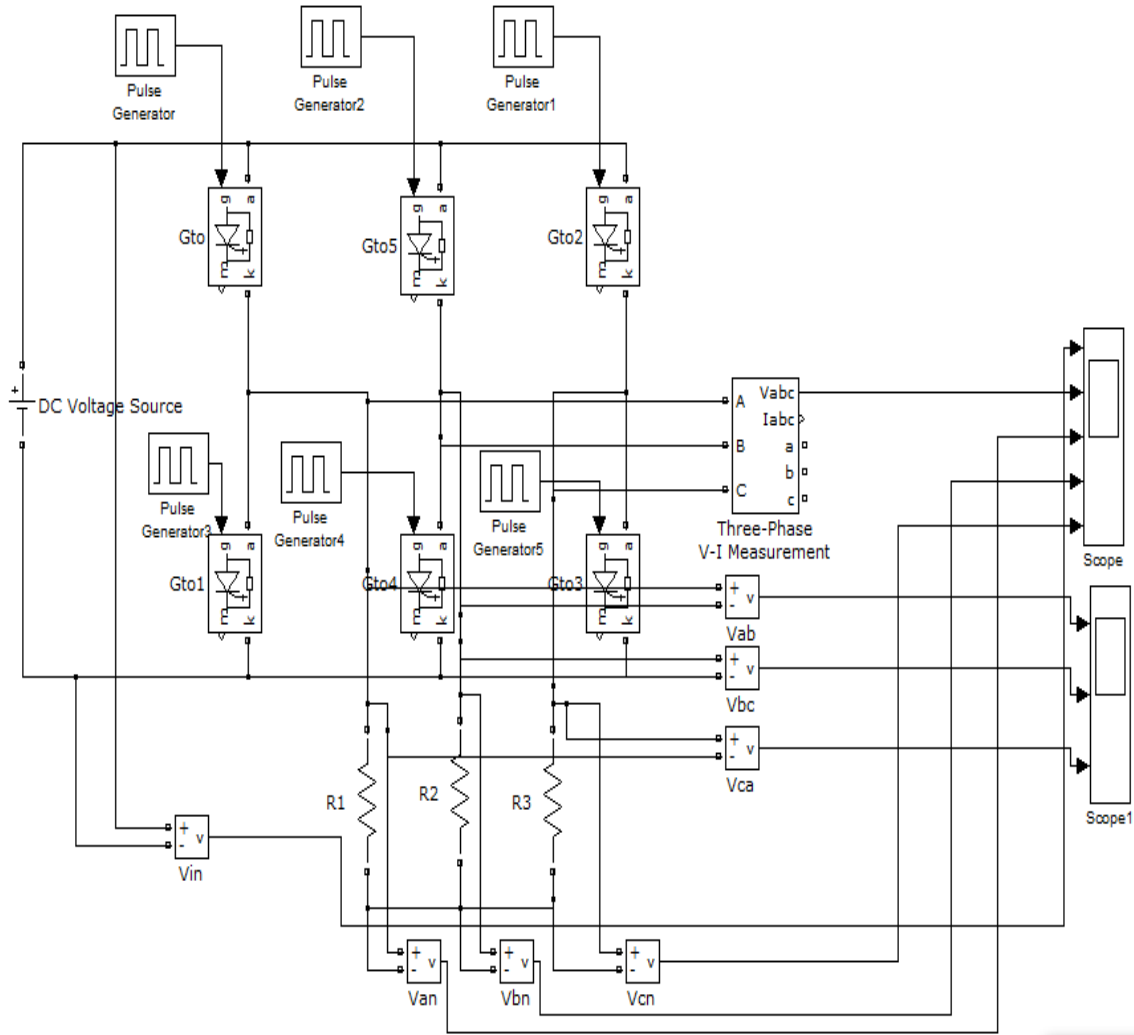 Pulse
Generator
Pulse
Generator2
Pulse
Generator1
g
a
Gto
m
k
g
a
Gto5
m
k
g
a
Gto2
m
k
+
DC Voltage Source
A
B
C
Vabc
Iabc
a
b
c
Three-Phase
V-I Measurement
Scope
Pulse
Generator3
Pulse
Generator4
Pulse
Generator5
g
a
Gto1
m
k
g
a
Gto4
m
k
g
a
Gto3
m
k
+
-
v
Vab
+
-
v
Vbc
+
-
v
Vca
Scope1
R1
R2
R3
+
-
v
Vin
+
-
v
Van
+
-
v
Vbn
+
-
v
Vcn